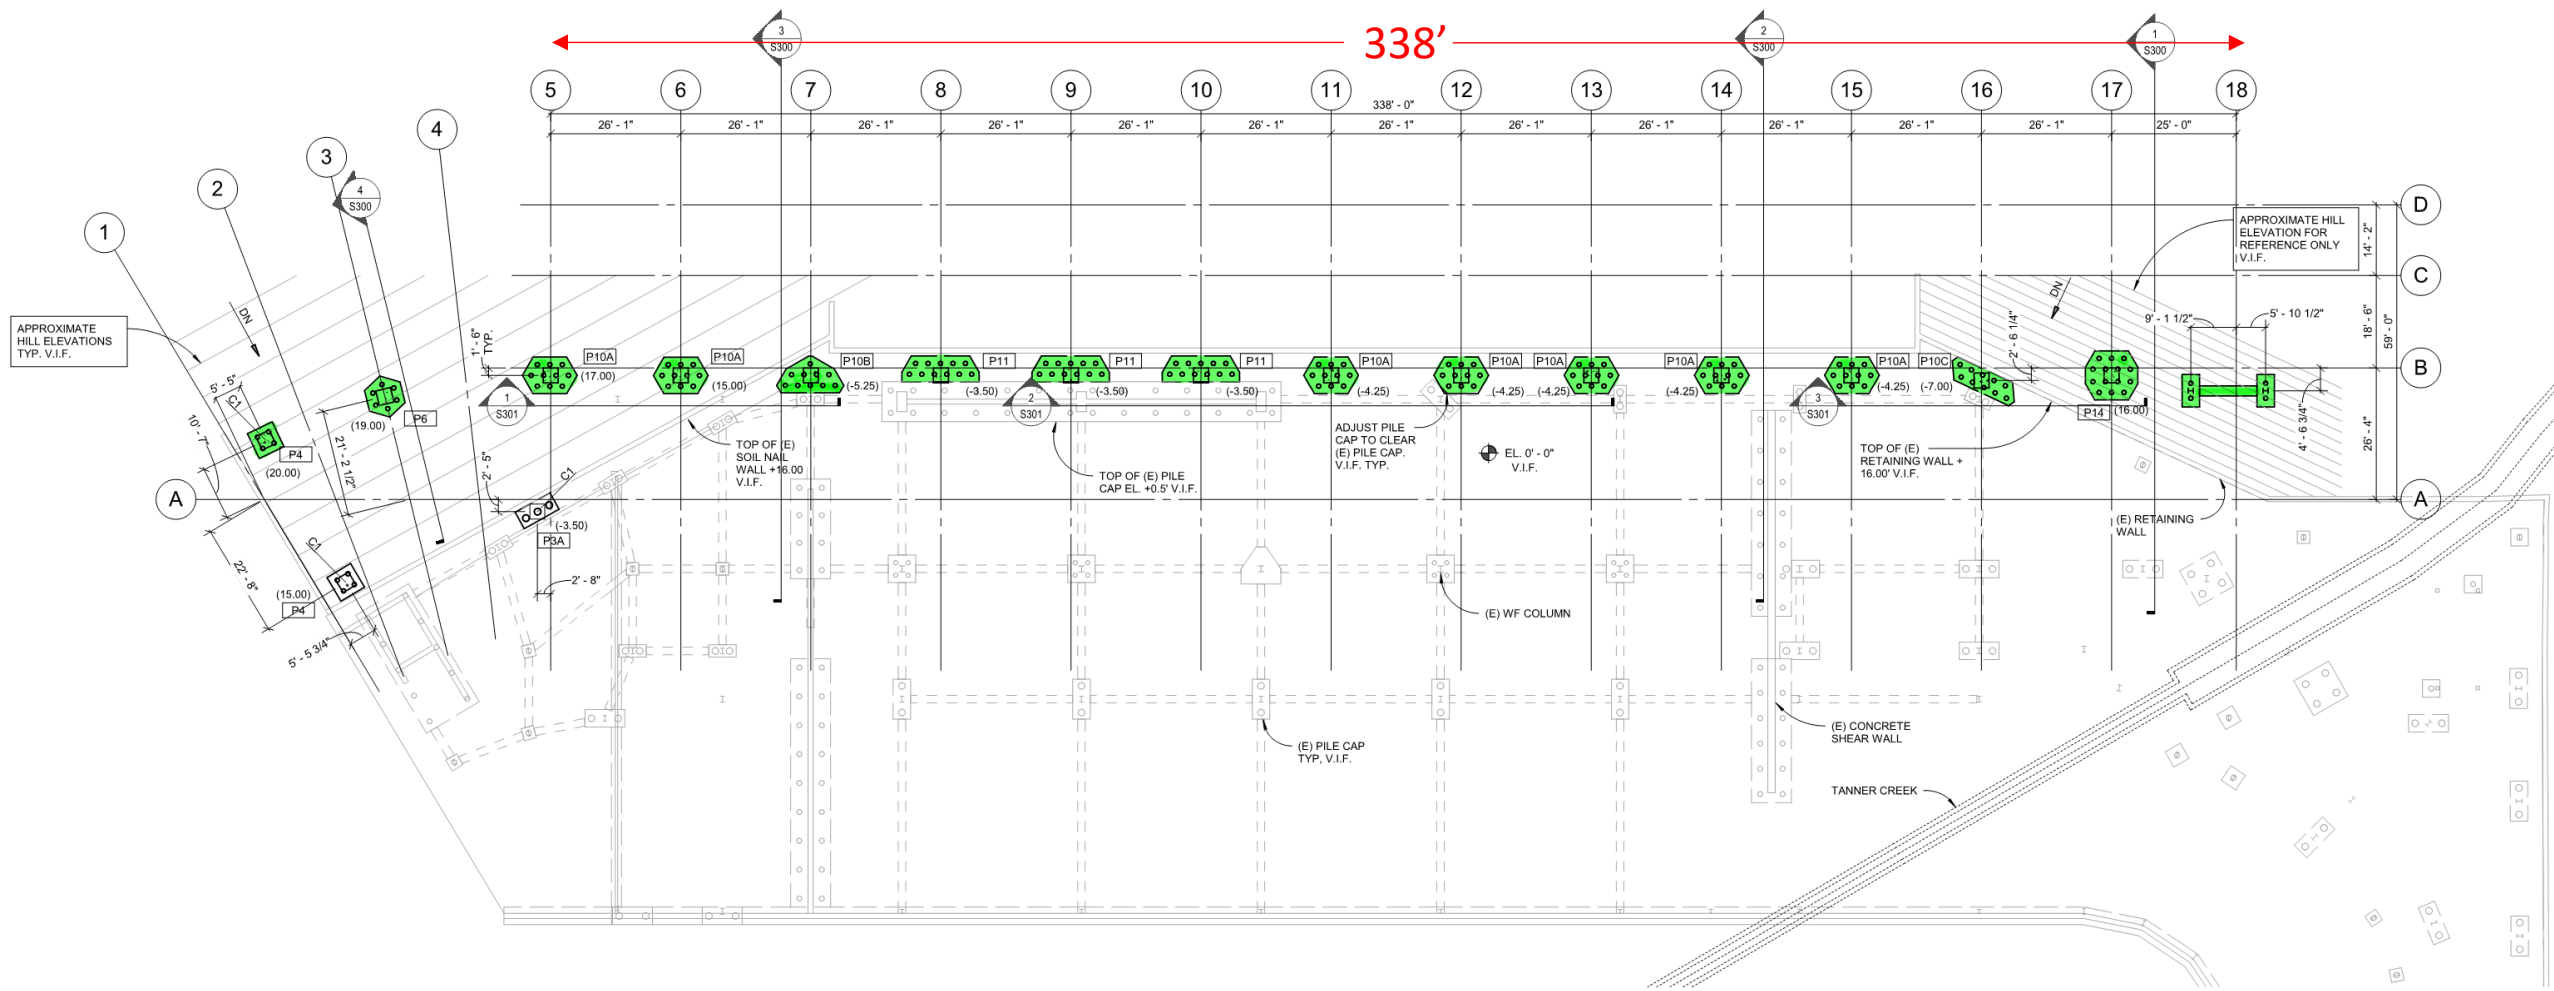 3
S300
338'
2
S300
1
S300
5
6
7
8
9
10
11
12
13
14
15
16
17
18
338' - 0"
26' - 1"
26' - 1"
26' - 1"
26' - 1"
26' - 1"
26' - 1"
26' - 1"
26' - 1"
26' - 1"
26' - 1"
26' - 1"
26' - 1"
25' - 0"
4
3
2
1
4
S300
D
C
B
A
14' - 2"
18' - 6"
59' - 0"
26' - 4"
APPROXIMATE HILL
ELEVATION FOR
REFERENCE ONLY
V.I.F.
DN
9' - 1 1/2"
5' - 10 1/2"
2' - 6 1/4"
4' - 6 3/4"
DN
APPROXIMATE
HILL ELEVATIONS
TYP. V.I.F.
1' - 6"
TYP.
P10A
(17.00)
P10A
(15.00)
P10B
(-5.25)
P11
(-3.50)
P11
(-3.50)
P11
(-3.50)
P10A
(-4.25)
P10A
(-4.25)
P10A
(-4.25)
P10A
(-4.25)
P10A
(-4.25)
P10C
(-7.00)
P14
(16.00)
1
S301
2
S301
3
S301
5' - 5"
C1
10' - 7"
P4
(20.00)
P6
(19.00)
21' - 2 1/2"
A
22' - 8"
C1
(15.00)
P4
5' - 5 3/4"
2' - 5"
C1
(-3.50)
P3A
2' - 8"
TOP OF (E)
SOIL NAIL
WALL +16.00
V.I.F.
TOP OF (E) PILE
CAP EL. +0.5' V.I.F.
ADJUST PILE
CAP TO CLEAR
(E) PILE CAP.
V.I.F. TYP.
EL. 0' - 0"
V.I.F.
TOP OF (E)
RETAINING WALL +
16.00' V.I.F.
(E) RETAINING
WALL
(E) WF COLUMN
(E) PILE CAP
TYP, V.I.F.
(E) CONCRETE
SHEAR WALL
TANNER CREEK